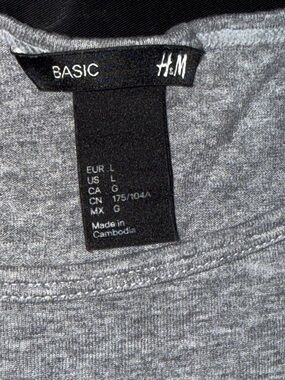 BASIC H&M
EUR L
US L
CA G
CN 175/104A
MX G
Made in
Cambodia